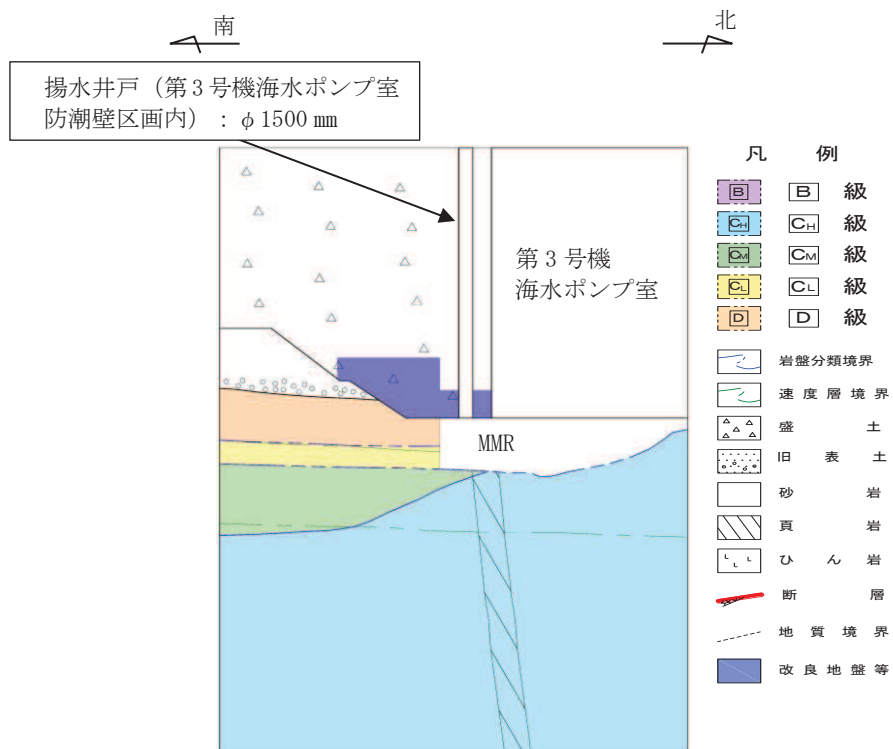 南
北
揚水井戸(第3号機海水ポンプ室
防潮壁区画内):φ1500 mm
第3号機
海水ポンプ室
MMR
凡 例
B B 級
CH CH 級
CM CM 級
CL CL 級
D D 級
岩盤分類境界
速度層境界
盛 土
旧 表 土
砂 岩
頁 岩
ひ ん 岩
断 層
地 質 境 界
改良地盤等